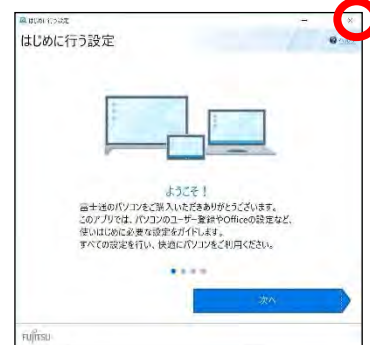 はじめに行う設定
はじめに行う設定
ようこそ！
富士通のパソコンをご購入いただきありがとうございます。
このアプリでは、パソコンのユーザー登録やOfficeの設定など、
使いはじめに必要な設定をガイドします。
すべての設定を行い、快適にパソコンをご利用ください。
次へ
FUJITSU